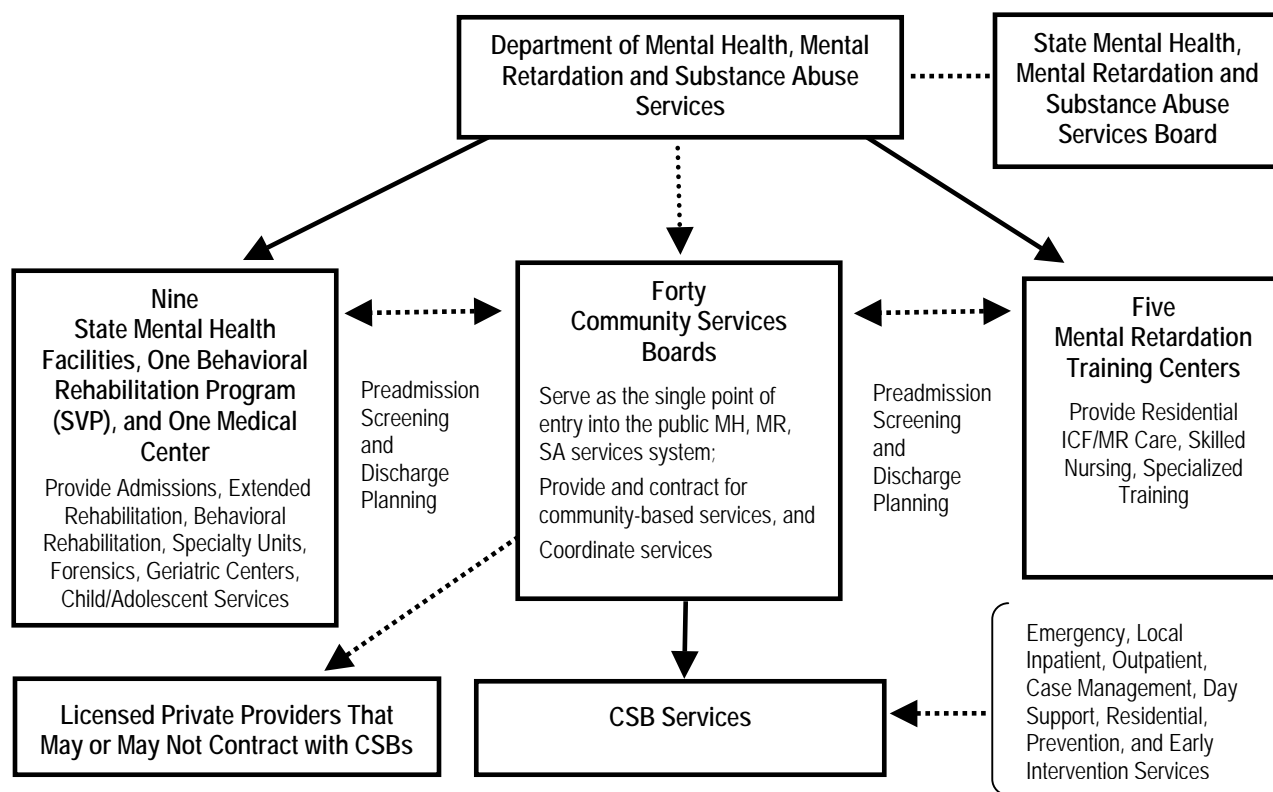 Department of Mental Health, Mental
Retardation and Substance Abuse
Services
State Mental Health,
Mental Retardation and
Substance Abuse
Services Board
Nine
State Mental Health
Facilities, One Behavioral
Rehabilitation Program
(SVP), and One Medical
Center
Provide Admissions, Extended
Rehabilitation, Behavioral
Rehabilitation, Specialty Units,
Forensics, Geriatric Centers,
Child/Adolescent Services
Preadmission
Screening
and
Discharge
Planning
Forty
Community Services
Boards
Serve as the single point of
entry into the public MH, MR,
SA services system;
Provide and contract for
community-based services, and
Coordinate services
Preadmission
Screening
and
Discharge
Planning
Five
Mental Retardation
Training Centers
Provide Residential
ICF/MR Care, Skilled
Nursing, Specialized
Training
Licensed Private Providers That
May or May Not Contract with CSBs
CSB Services
Emergency, Local
Inpatient, Outpatient,
Case Management, Day
Support, Residential,
Prevention, and Early
Intervention Services